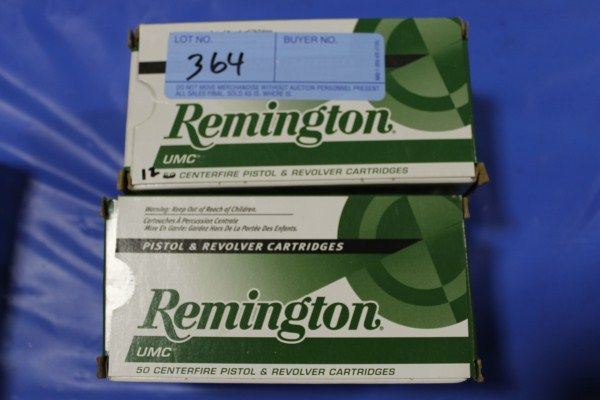 LOT NO. BUYER NO.
364
DO NOT MOVE MERCHANDISE WITHOUT AUCTION PERSONNEL PRESENT
ALL SALES FINAL, SOLD AS IS, WHERE IS.
Remington
UMC
12 CENTERFIRE PISTOL & REVOLVER CARTRIDGES
Warning: Keep Out of Reach of Children.
Cartouches À Percussion Centrale
Mise En Garde: Gardez Hors De La Portée Des Enfants.
PISTOL & REVOLVER CARTRIDGES
Remington
UMC
50 CENTERFIRE PISTOL & REVOLVER CARTRIDGES